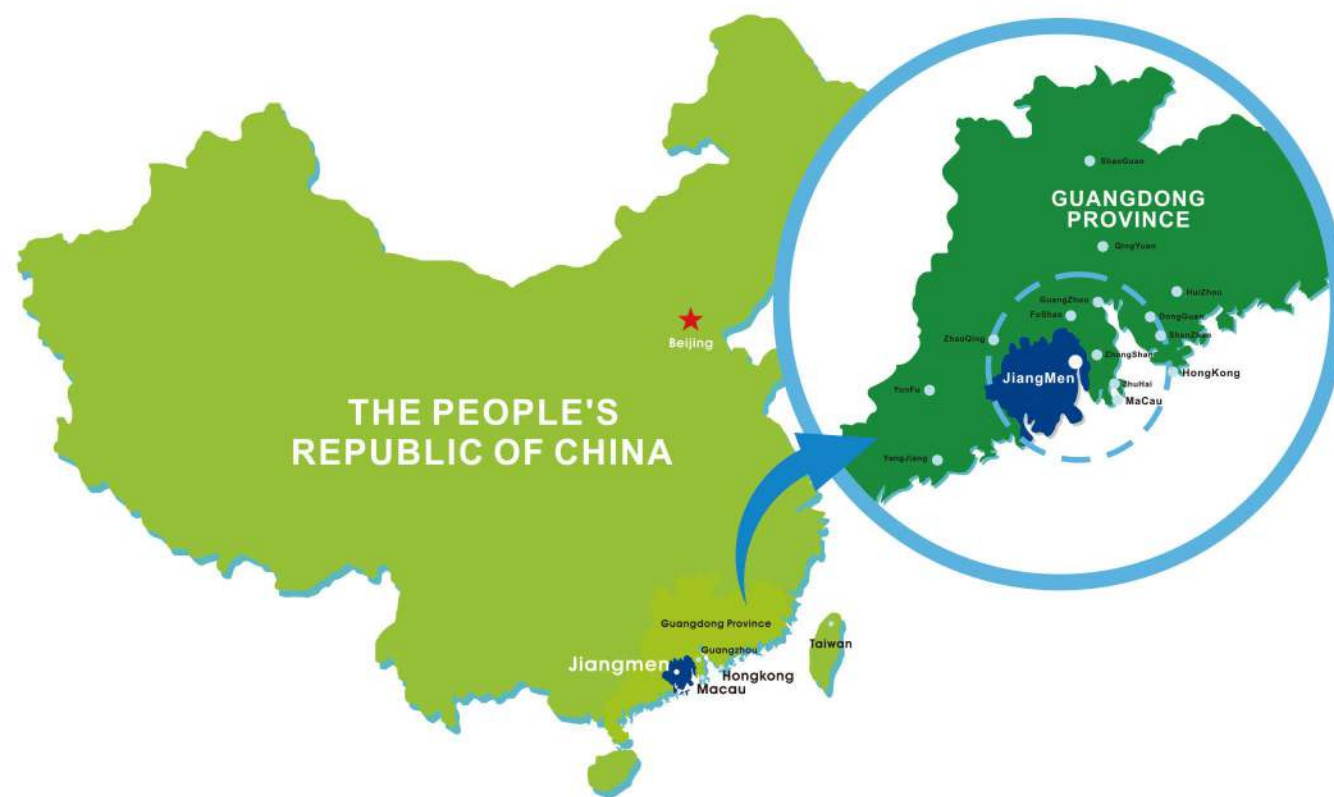 Beijing
THE PEOPLE'S
REPUBLIC OF CHINA
Guangdong Province
Guangzhou
Jiangmen
Hongkong
Macau
Taiwan
ShaoGuan
GUANGDONG
PROVINCE
QingYuan
HuiZhou
GuangZhou
FoShan
DongGuan
ShenZhen
ZhaoQing
ZhongShan
JiangMen
HongKong
ZhuHai
MaCau
YunFu
YangJiang